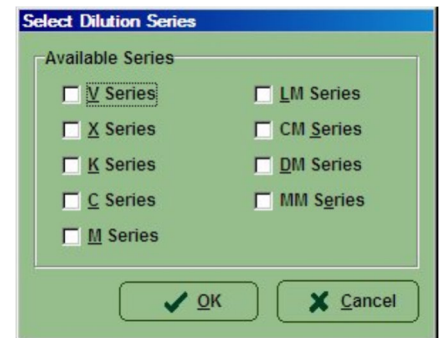 Select Dilution Series
Available Series
V Series
LM Series
X Series
CM Series
K Series
DM Series
C Series
MM Series
M Series
OK
Cancel